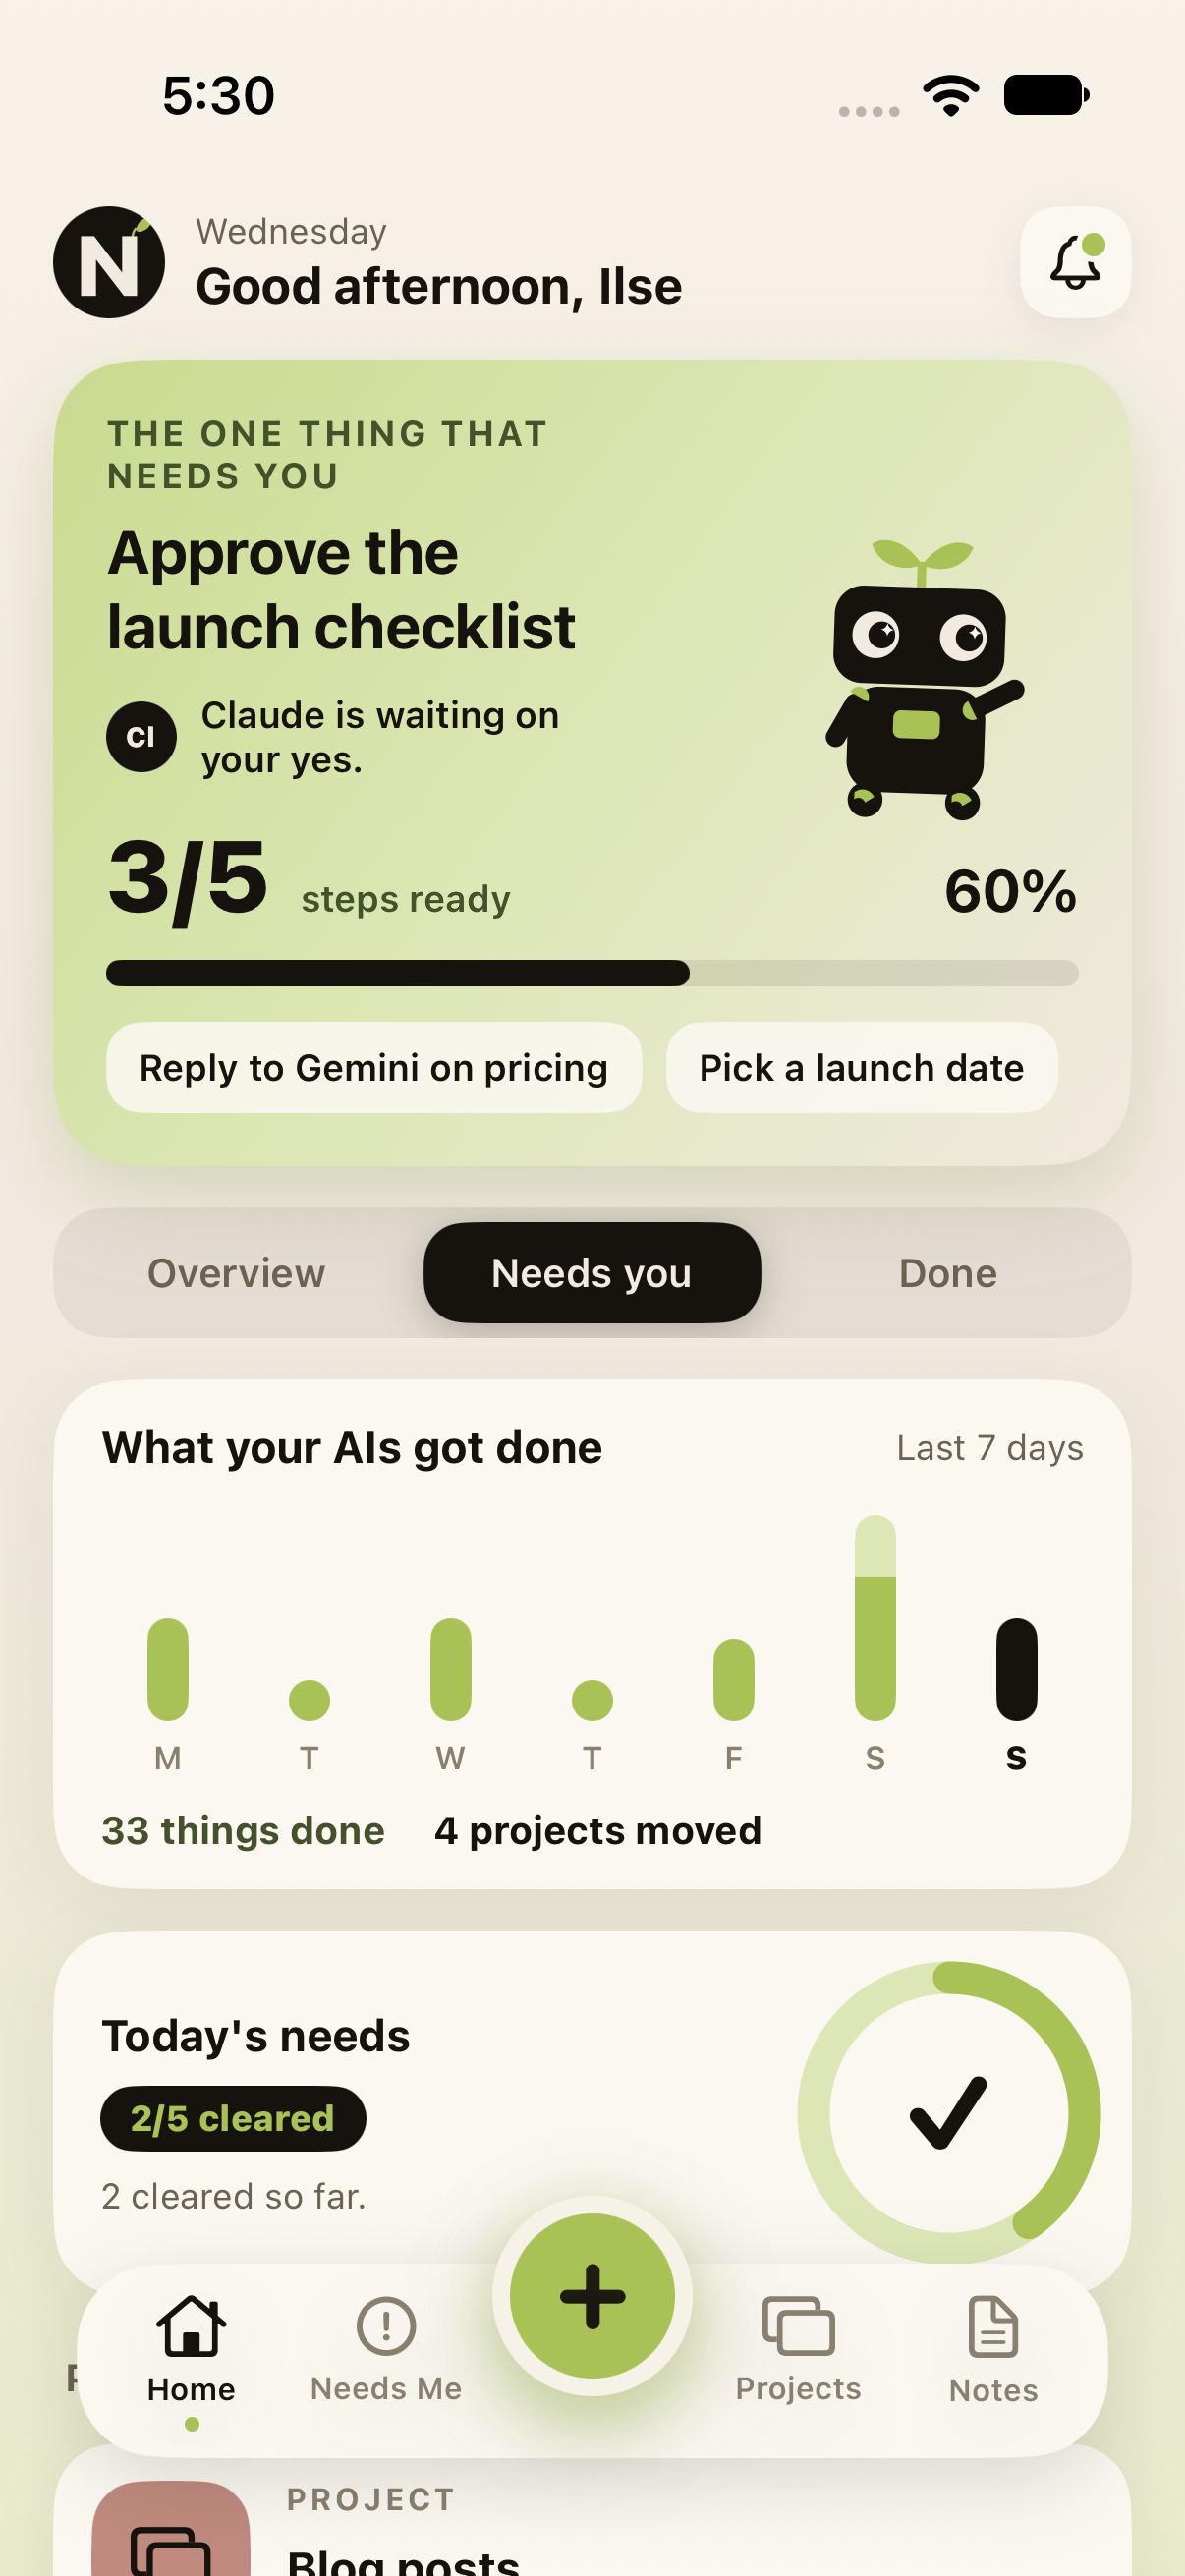 5:30
N
Wednesday
Good afternoon, Ilse
THE ONE THING THAT
NEEDS YOU
Approve the
launch checklist
cl
Claude is waiting on
your yes.
3/5 steps ready
60%
Reply to Gemini on pricing
Pick a launch date
Overview
Needs you
Done
What your AIs got done
Last 7 days
M T W T F S S
33 things done
4 projects moved
Today's needs
2/5 cleared
2 cleared so far.
Home
Needs Me
Projects
Notes
PROJECT
Blog posts